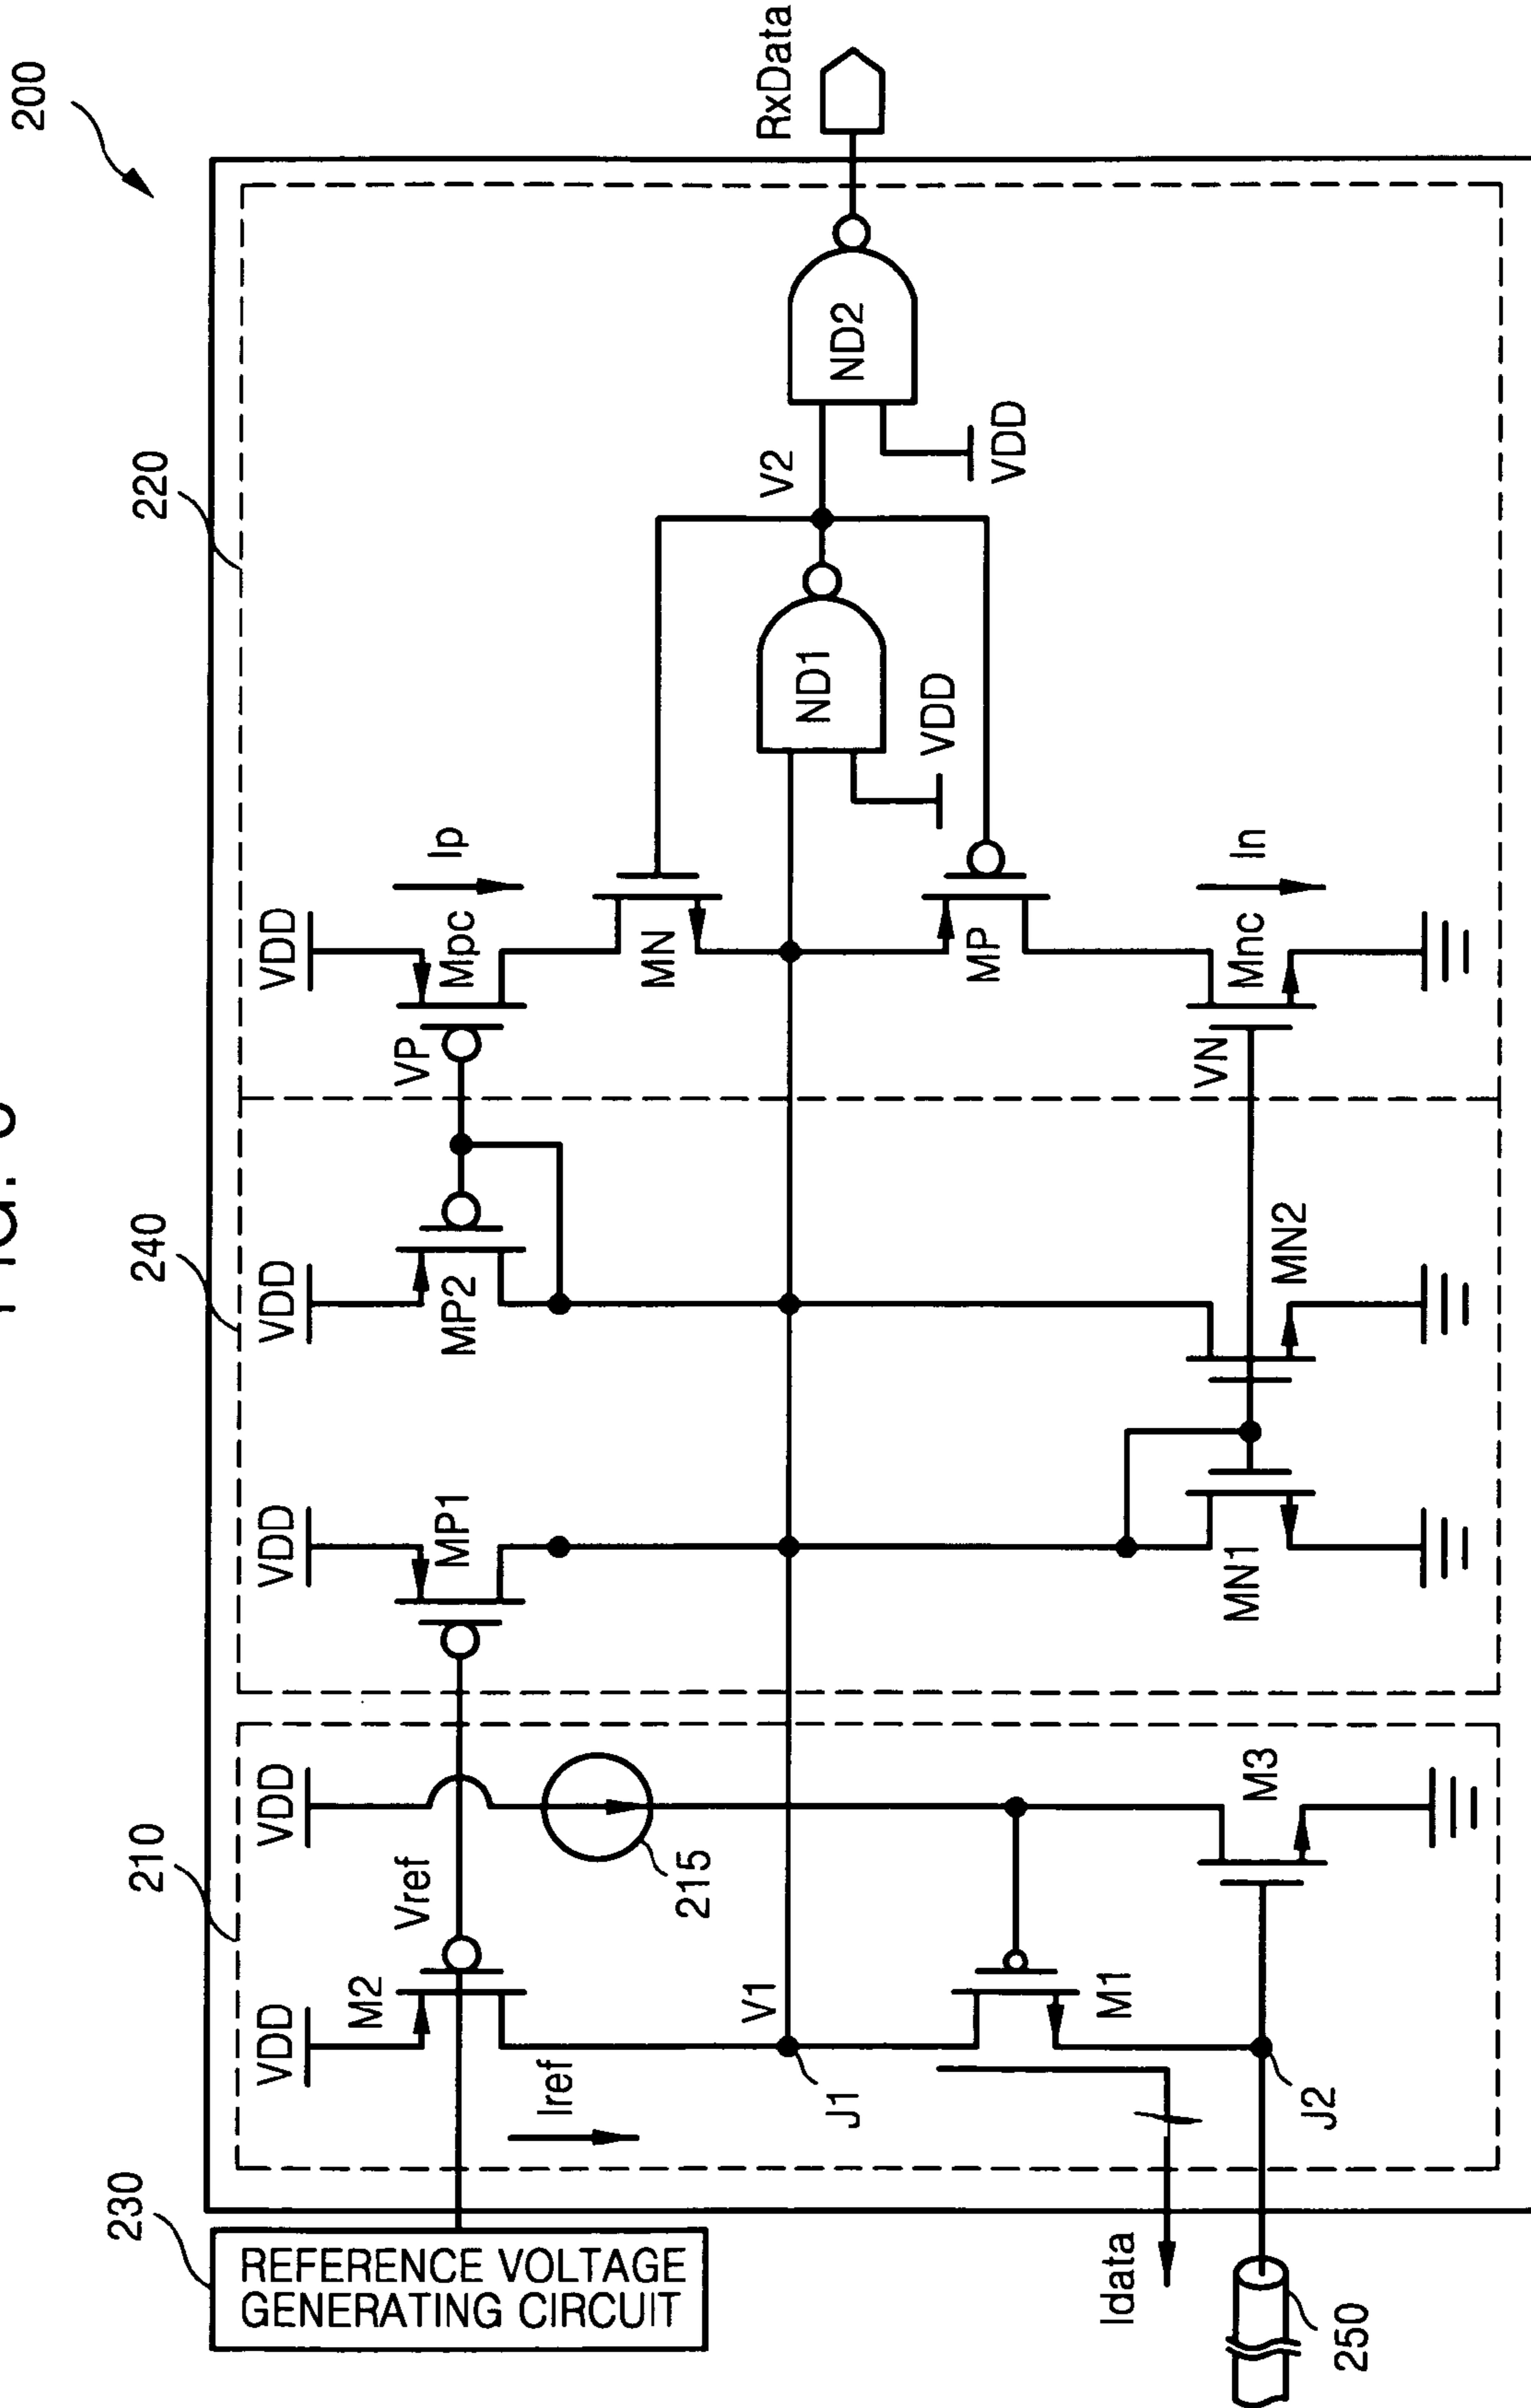 200
210
240
220
230
REFERENCE VOLTAGE
GENERATING CIRCUIT
VDD
VDD
VDD
VDD
VDD
M2
Vref
MP1
MP2
VP
Mpc
Ip
Iref
215
MN
V1
J1
ND1
V2
ND2
RxData
VDD
VDD
MP
M1
Idata
J2
M3
MN1
MN2
VN
Mnc
In
250